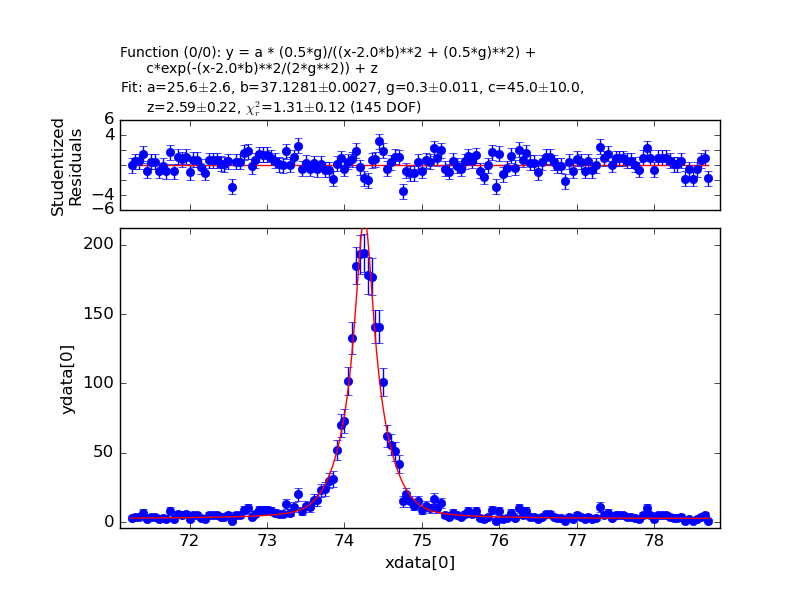 Function (0/0): y = a * (0.5*g)/((x-2.0*b)**2 + (0.5*g)**2) +
c*exp(-(x-2.0*b)**2/(2*g**2)) + z
Fit: a=25.6±2.6, b=37.1281±0.0027, g=0.3±0.011, c=45.0±10.0,
z=2.59±0.22, χ²ᵣ=1.31±0.12 (145 DOF)
Studentized
Residuals
6
4
−4
−6
200
150
100
50
0
ydata[0]
72 73 74 75 76 77 78
xdata[0]